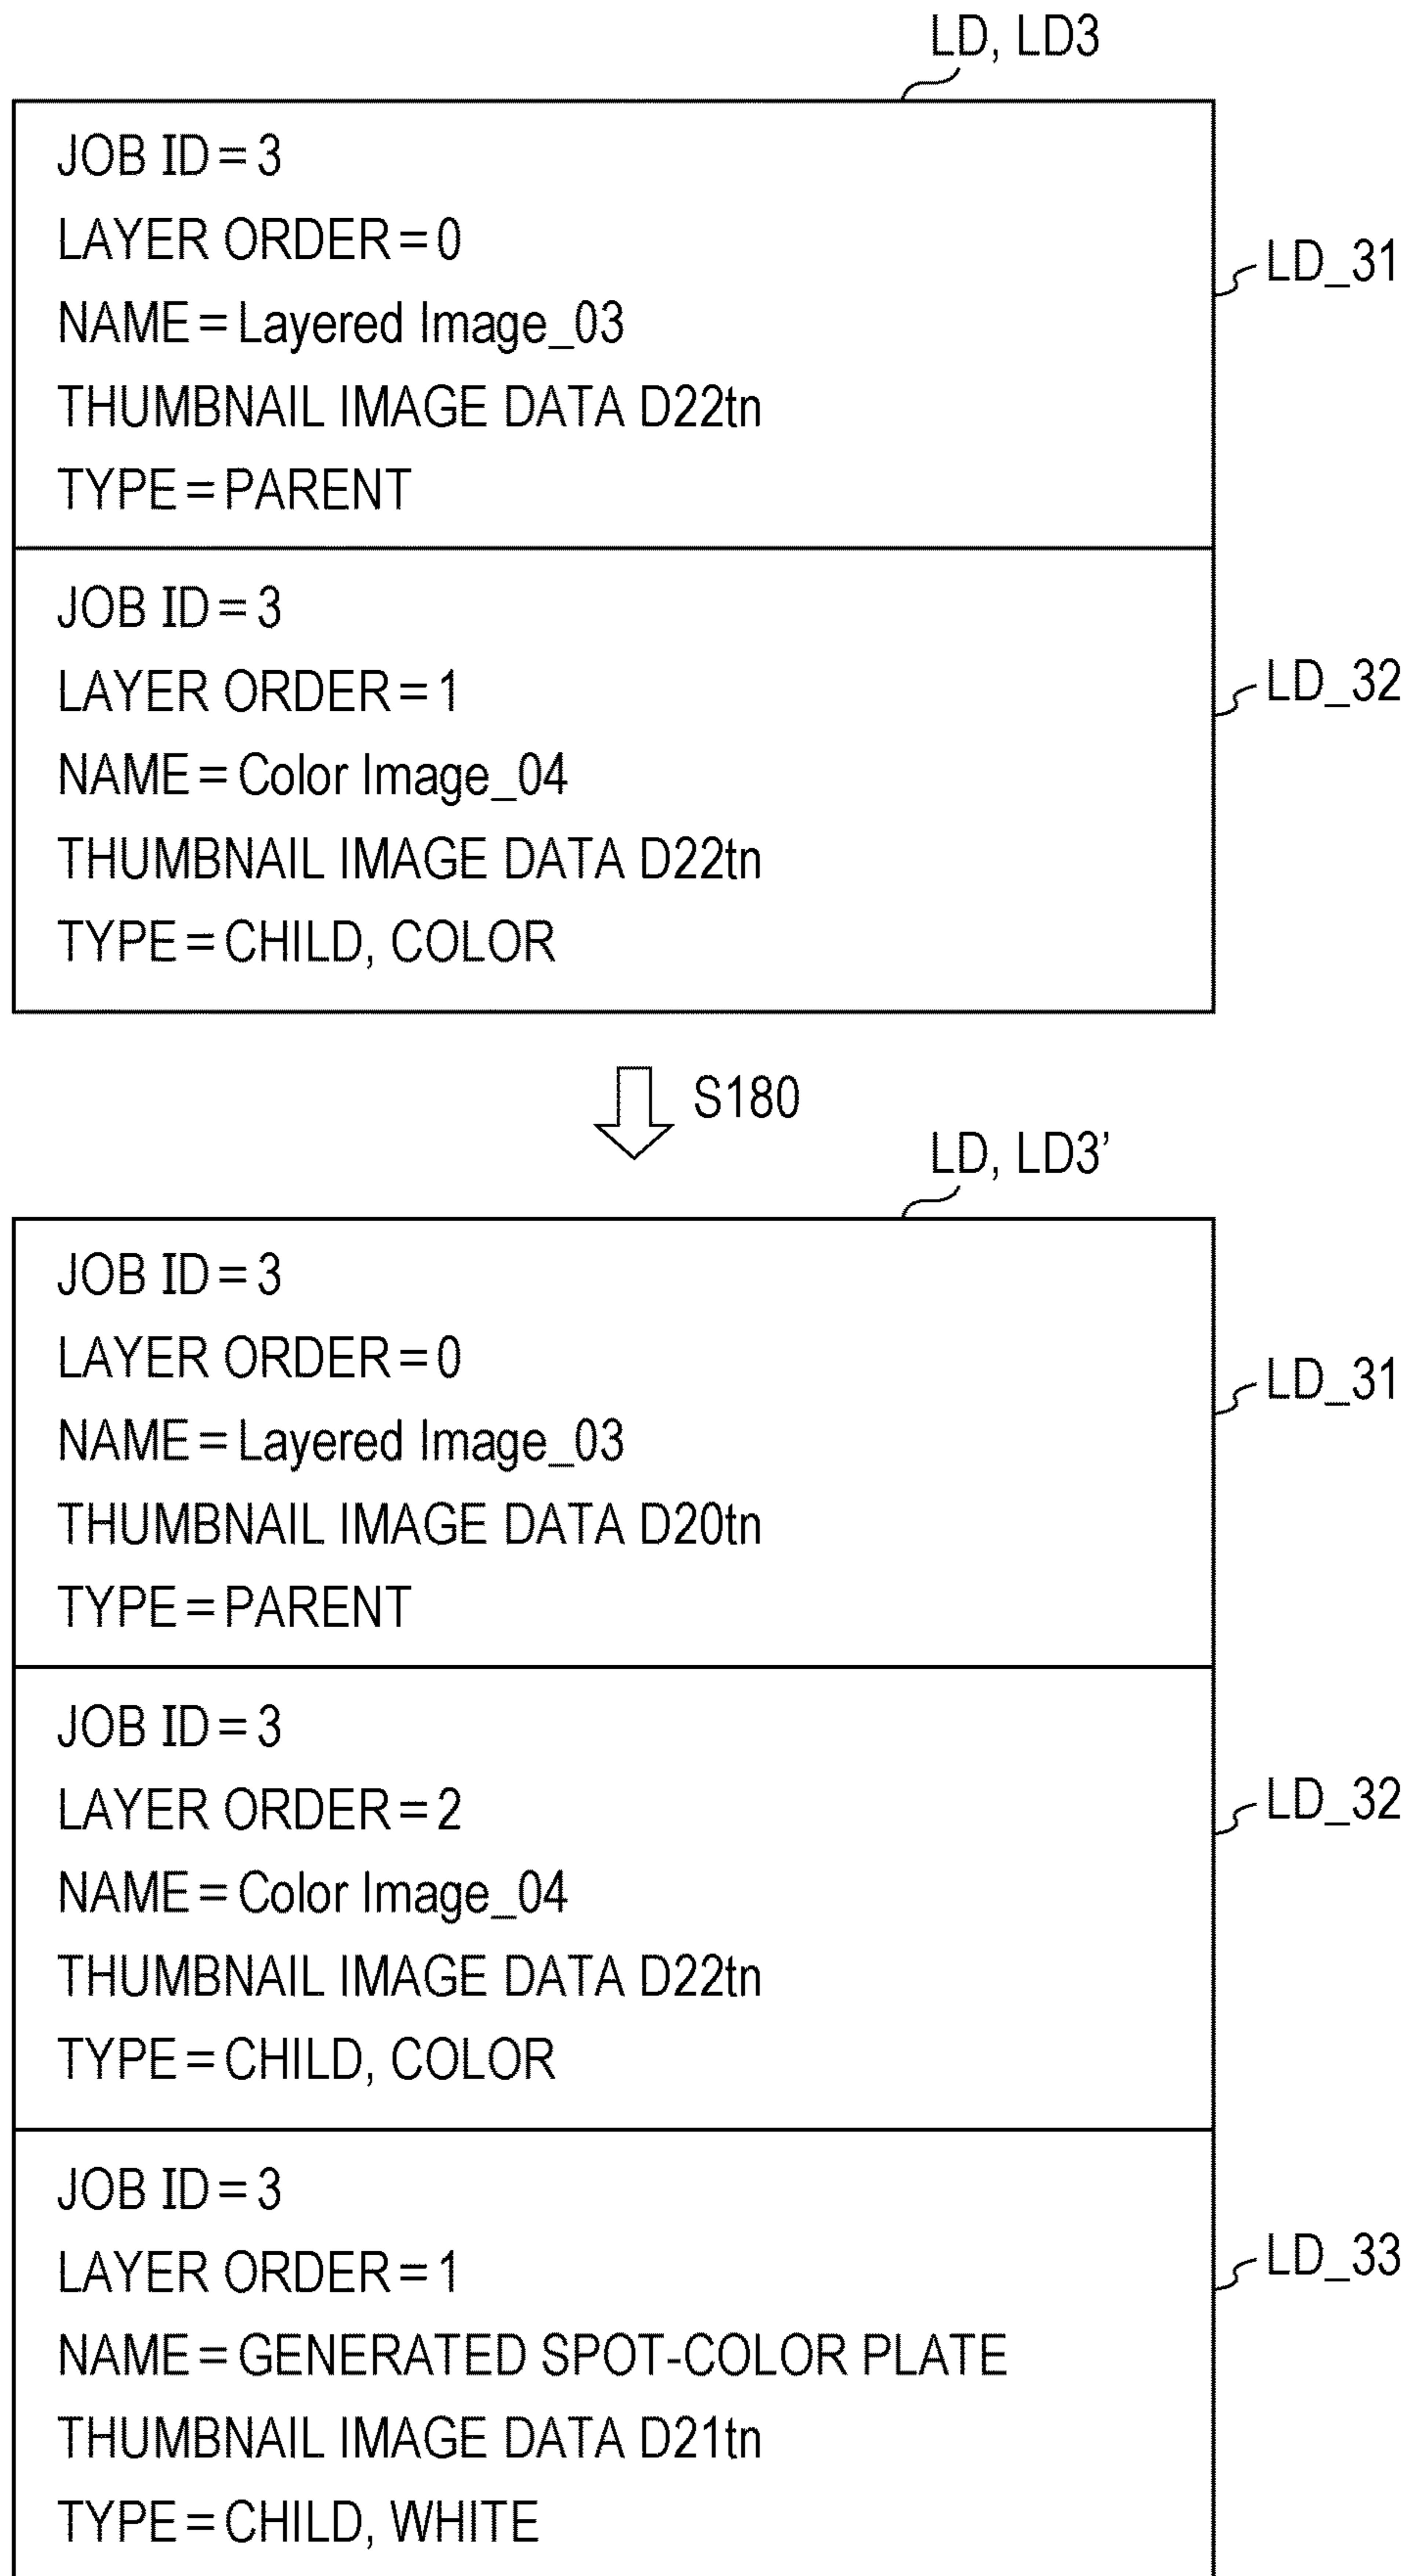 LD, LD3
JOB ID=3
LAYER ORDER=0
LD_31
NAME=Layered Image_03
THUMBNAIL IMAGE DATA D22tn
TYPE=PARENT
JOB ID=3
LAYER ORDER=1
LD_32
NAME=Color Image_04
THUMBNAIL IMAGE DATA D22tn
TYPE=CHILD, COLOR
S180
LD, LD3’
JOB ID=3
LAYER ORDER=0
LD_31
NAME=Layered Image_03
THUMBNAIL IMAGE DATA D20tn
TYPE=PARENT
JOB ID=3
LAYER ORDER=2
LD_32
NAME=Color Image_04
THUMBNAIL IMAGE DATA D22tn
TYPE=CHILD, COLOR
JOB ID=3
LAYER ORDER=1
LD_33
NAME=GENERATED SPOT-COLOR PLATE
THUMBNAIL IMAGE DATA D21tn
TYPE=CHILD, WHITE